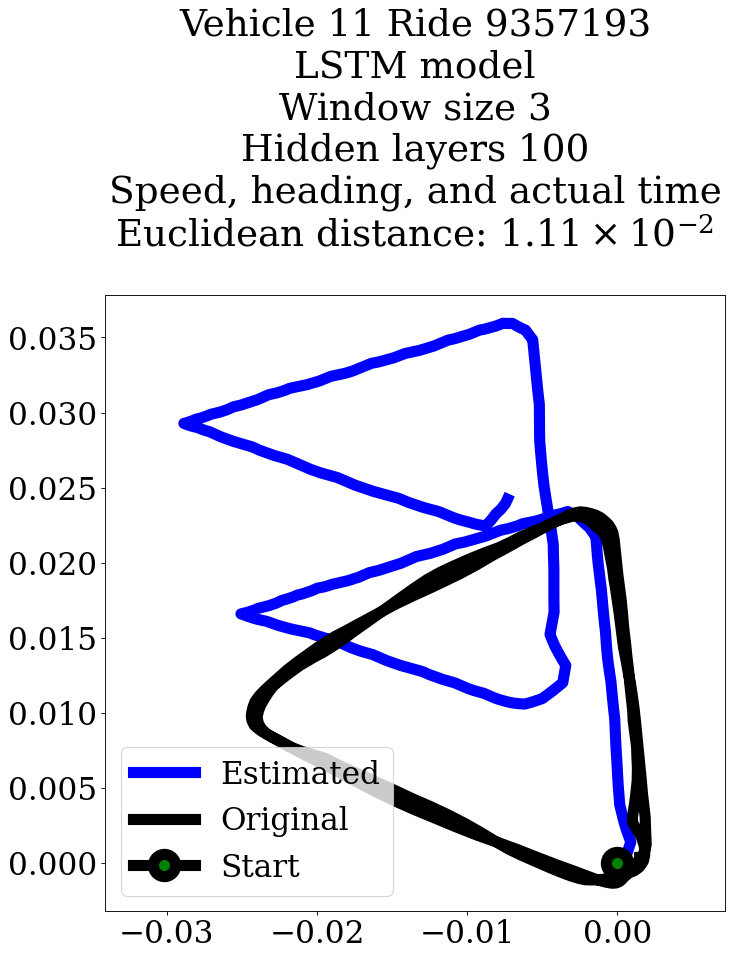 Vehicle 11 Ride 9357193
LSTM model
Window size 3
Hidden layers 100
Speed, heading, and actual time
Euclidean distance: 1.11 × 10⁻²
0.035
0.030
0.025
0.020
0.015
0.010
0.005
0.000
Estimated
Original
Start
−0.03 −0.02 −0.01 0.00